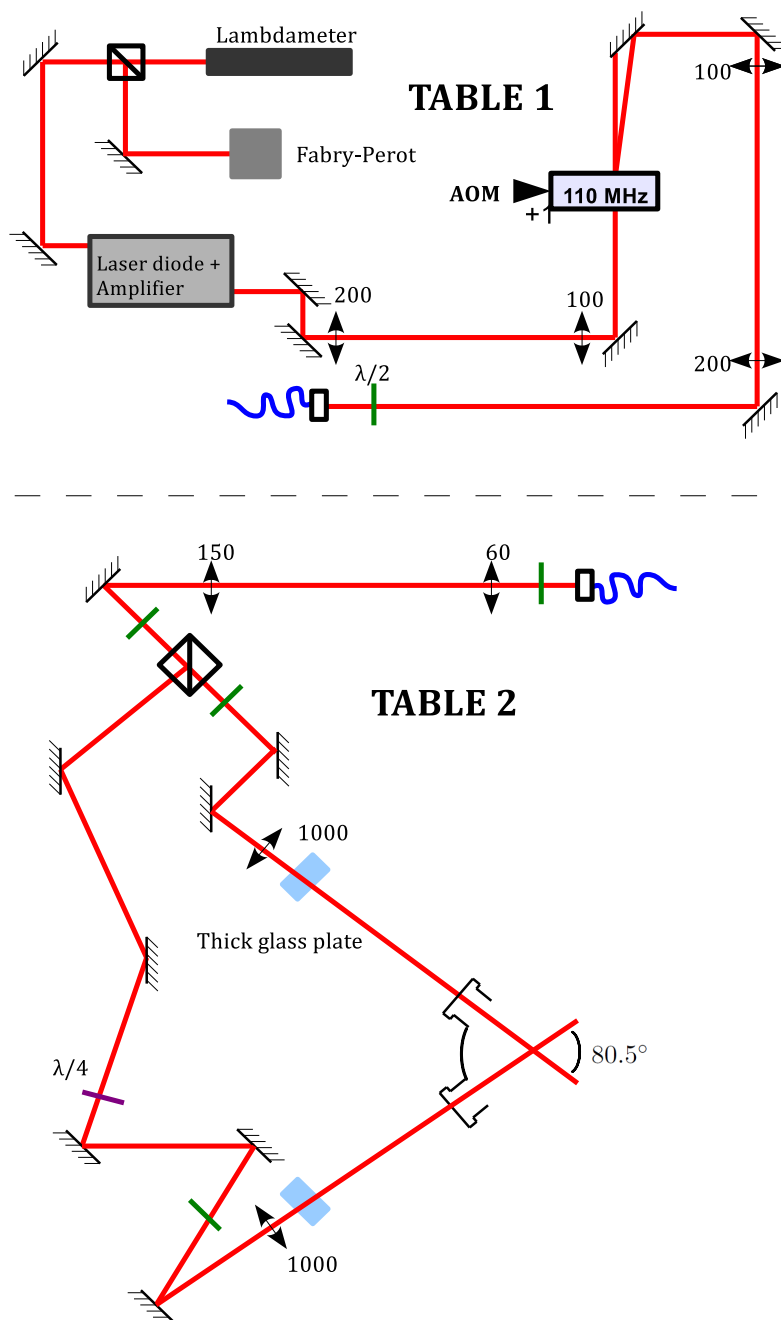 Lambdameter
TABLE 1
100
Fabry-Perot
AOM
+1
110 MHz
Laser diode +
Amplifier
200
100
200
λ/2
150
60
TABLE 2
1000
Thick glass plate
80.5°
λ/4
1000